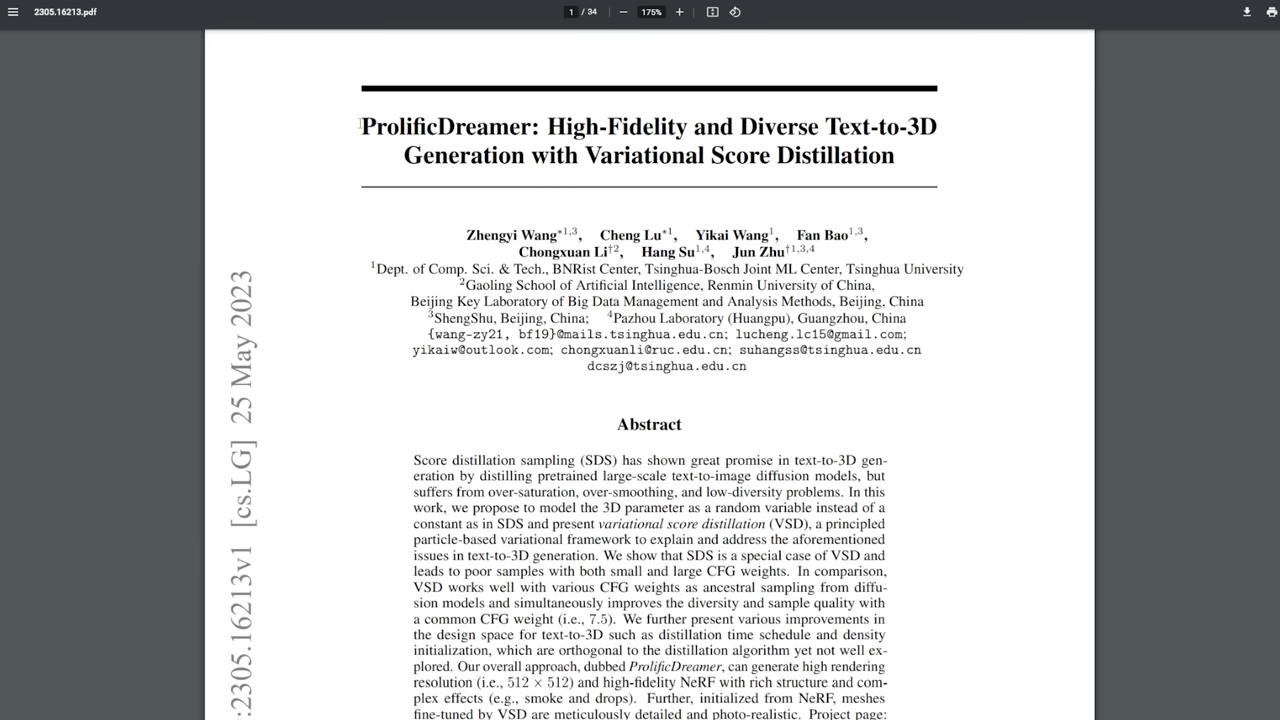 2305.16213.pdf
1 / 34
175%
ProlificDreamer: High-Fidelity and Diverse Text-to-3D
Generation with Variational Score Distillation
Zhengyi Wang*1,3, Cheng Lu*1, Yikai Wang1, Fan Bao1,3,
Chongxuan Li†2, Hang Su1,4, Jun Zhu†1,3,4
1Dept. of Comp. Sci. & Tech., BNRist Center, Tsinghua-Bosch Joint ML Center, Tsinghua University
2Gaoling School of Artificial Intelligence, Renmin University of China,
Beijing Key Laboratory of Big Data Management and Analysis Methods, Beijing, China
3ShengShu, Beijing, China; 4Pazhou Laboratory (Huangpu), Guangzhou, China
{wang-zy21, bf19}@mails.tsinghua.edu.cn; lucheng.lc15@gmail.com;
yikaiw@outlook.com; chongxuanli@ruc.edu.cn; suhangss@tsinghua.edu.cn
dcszj@tsinghua.edu.cn
Abstract
Score distillation sampling (SDS) has shown great promise in text-to-3D gen-
eration by distilling pretrained large-scale text-to-image diffusion models, but
suffers from over-saturation, over-smoothing, and low-diversity problems. In this
work, we propose to model the 3D parameter as a random variable instead of a
constant as in SDS and present variational score distillation (VSD), a principled
particle-based variational framework to explain and address the aforementioned
issues in text-to-3D generation. We show that SDS is a special case of VSD and
leads to poor samples with both small and large CFG weights. In comparison,
VSD works well with various CFG weights as ancestral sampling from diffu-
sion models and simultaneously improves the diversity and sample quality with
a common CFG weight (i.e., 7.5). We further present various improvements in
the design space for text-to-3D such as distillation time schedule and density
initialization, which are orthogonal to the distillation algorithm yet not well ex-
plored. Our overall approach, dubbed ProlificDreamer, can generate high rendering
resolution (i.e., 512 × 512) and high-fidelity NeRF with rich structure and com-
plex effects (e.g., smoke and drops). Further, initialized from NeRF, meshes
fine-tuned by VSD are meticulously detailed and photo-realistic. Project page:
:2305.16213v1 [cs.LG] 25 May 2023